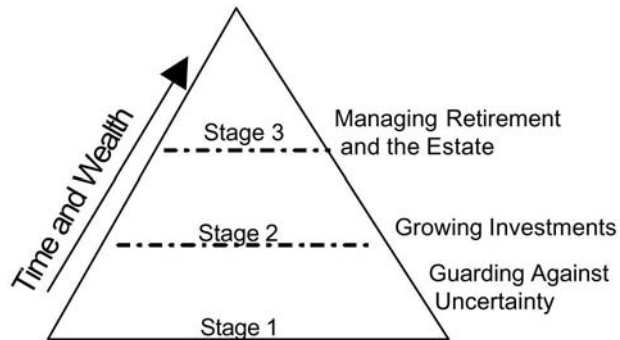 Time and Wealth
Stage 3
Managing Retirement
and the Estate
Stage 2
Growing Investments
Guarding Against
Uncertainty
Stage 1